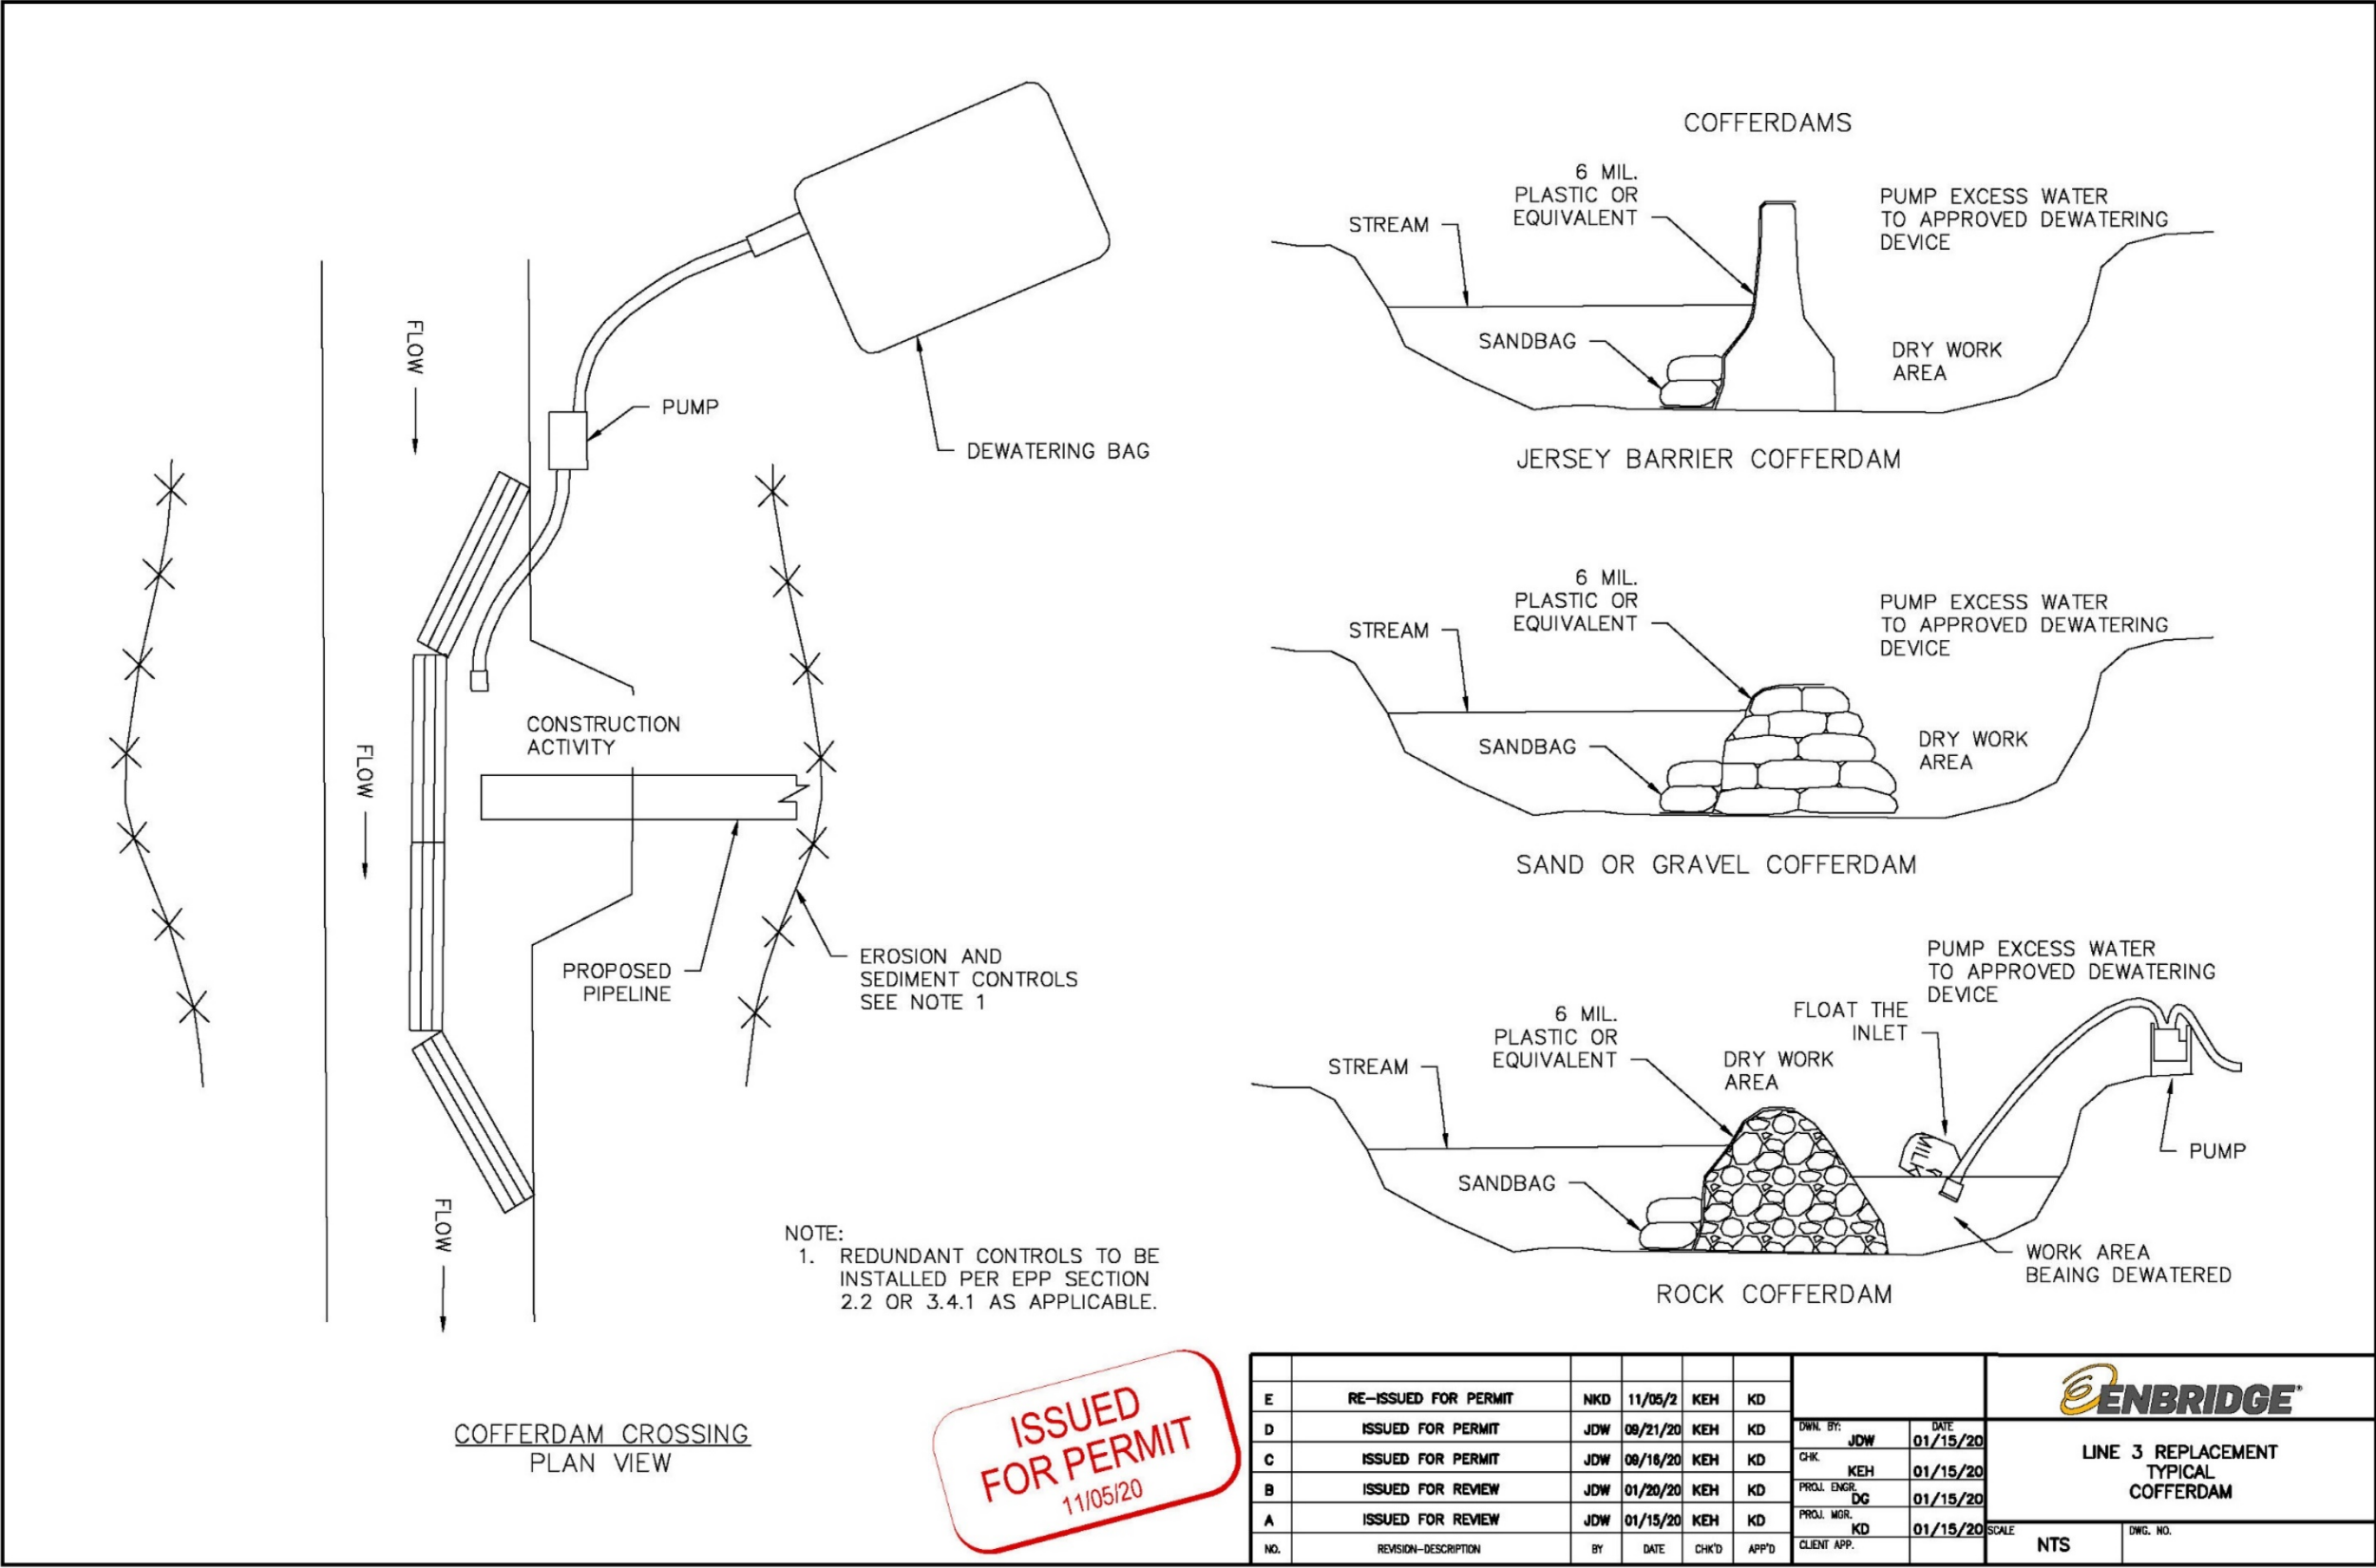 FLOW
PUMP
DEWATERING BAG
CONSTRUCTION
ACTIVITY
FLOW
PROPOSED
PIPELINE
EROSION AND
SEDIMENT CONTROLS
SEE NOTE 1
FLOW
NOTE:
1. REDUNDANT CONTROLS TO BE
INSTALLED PER EPP SECTION
2.2 OR 3.4.1 AS APPLICABLE.
COFFERDAM CROSSING
PLAN VIEW
COFFERDAMS
6 MIL.
PLASTIC OR
EQUIVALENT
STREAM
PUMP EXCESS WATER
TO APPROVED DEWATERING
DEVICE
SANDBAG
DRY WORK
AREA
JERSEY BARRIER COFFERDAM
6 MIL.
PLASTIC OR
EQUIVALENT
STREAM
PUMP EXCESS WATER
TO APPROVED DEWATERING
DEVICE
SANDBAG
DRY WORK
AREA
SAND OR GRAVEL COFFERDAM
PUMP EXCESS WATER
TO APPROVED DEWATERING
DEVICE
FLOAT THE
INLET
6 MIL.
PLASTIC OR
EQUIVALENT
STREAM
DRY WORK
AREA
MILK
PUMP
SANDBAG
WORK AREA
BEAING DEWATERED
ROCK COFFERDAM
ISSUED
FOR PERMIT
11/05/20
E RE-ISSUED FOR PERMIT NKD 11/05/2 KEH KD
D ISSUED FOR PERMIT JDW 09/21/20 KEH KD
C ISSUED FOR PERMIT JDW 09/16/20 KEH KD
B ISSUED FOR REVIEW JDW 01/20/20 KEH KD
A ISSUED FOR REVIEW JDW 01/15/20 KEH KD
NO. REVISION-DESCRIPTION BY DATE CHK'D APP'D
DWN. BY: JDW DATE 01/15/20
CHK. KEH 01/15/20
PROJ. ENGR. DG 01/15/20
PROJ. MGR. KD 01/15/20
CLIENT APP.
ENBRIDGE®
LINE 3 REPLACEMENT
TYPICAL
COFFERDAM
SCALE NTS
DWG. NO.